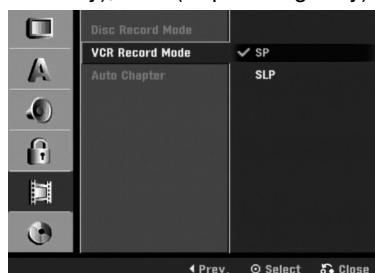 Disc Record Mode
VCR Record Mode
✓ SP
Auto Chapter
SLP
Prev. Select Close